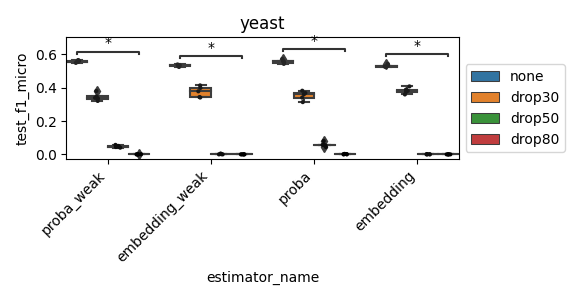 yeast
test_f1_micro
0.6
0.4
0.2
0.0
*
*
*
*
proba_weak
embedding_weak
proba
embedding
estimator_name
none
drop30
drop50
drop80